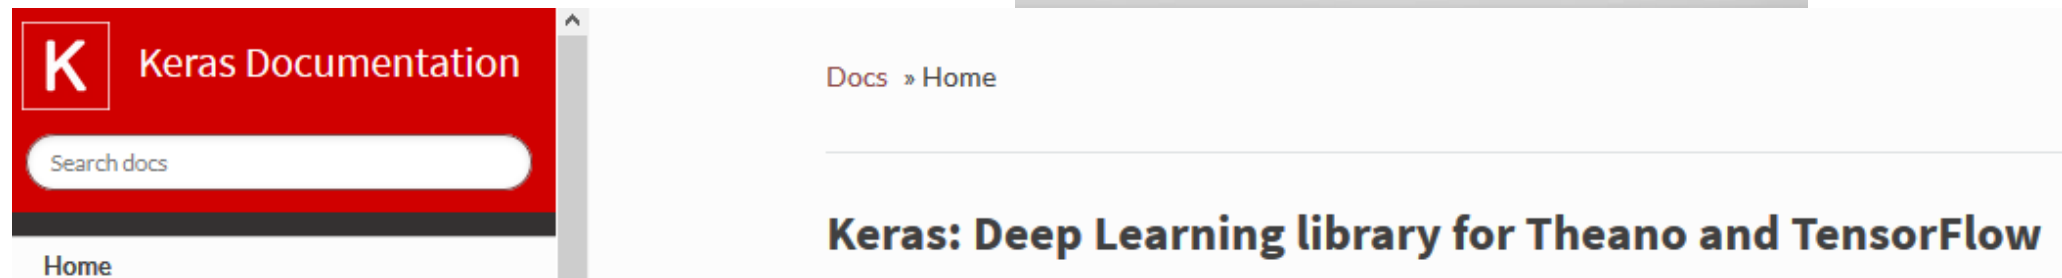 K Keras Documentation
Search docs
Home
Docs » Home
Keras: Deep Learning library for Theano and TensorFlow